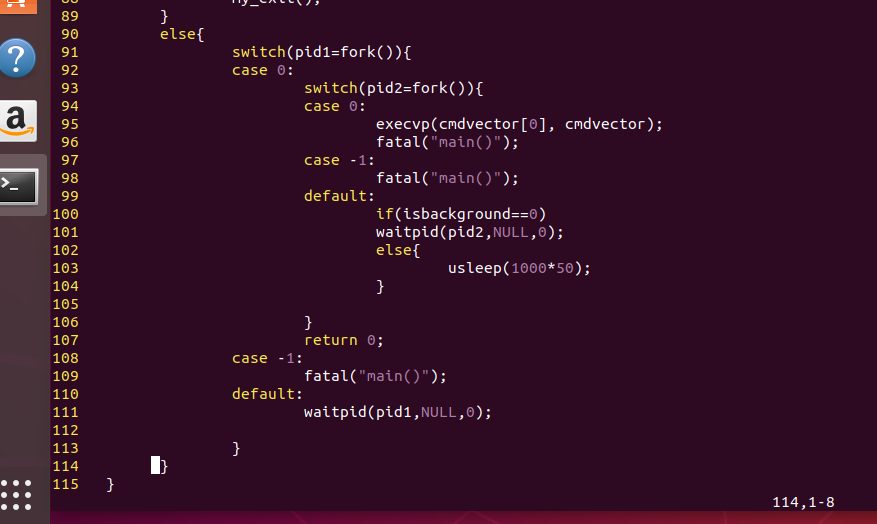 89 }
90 else{
91 switch(pid1=fork()){
92 case 0:
93 switch(pid2=fork()){
94 case 0:
95 execvp(cmdvector[0], cmdvector);
96 fatal("main()");
97 case -1:
98 fatal("main()");
99 default:
100 if(isbackground==0)
101 waitpid(pid2,NULL,0);
102 else{
103 usleep(1000*50);
104 }
105
106 }
107 return 0;
108 case -1:
109 fatal("main()");
110 default:
111 waitpid(pid1,NULL,0);
112
113 }
114 }
115 }
114,1-8